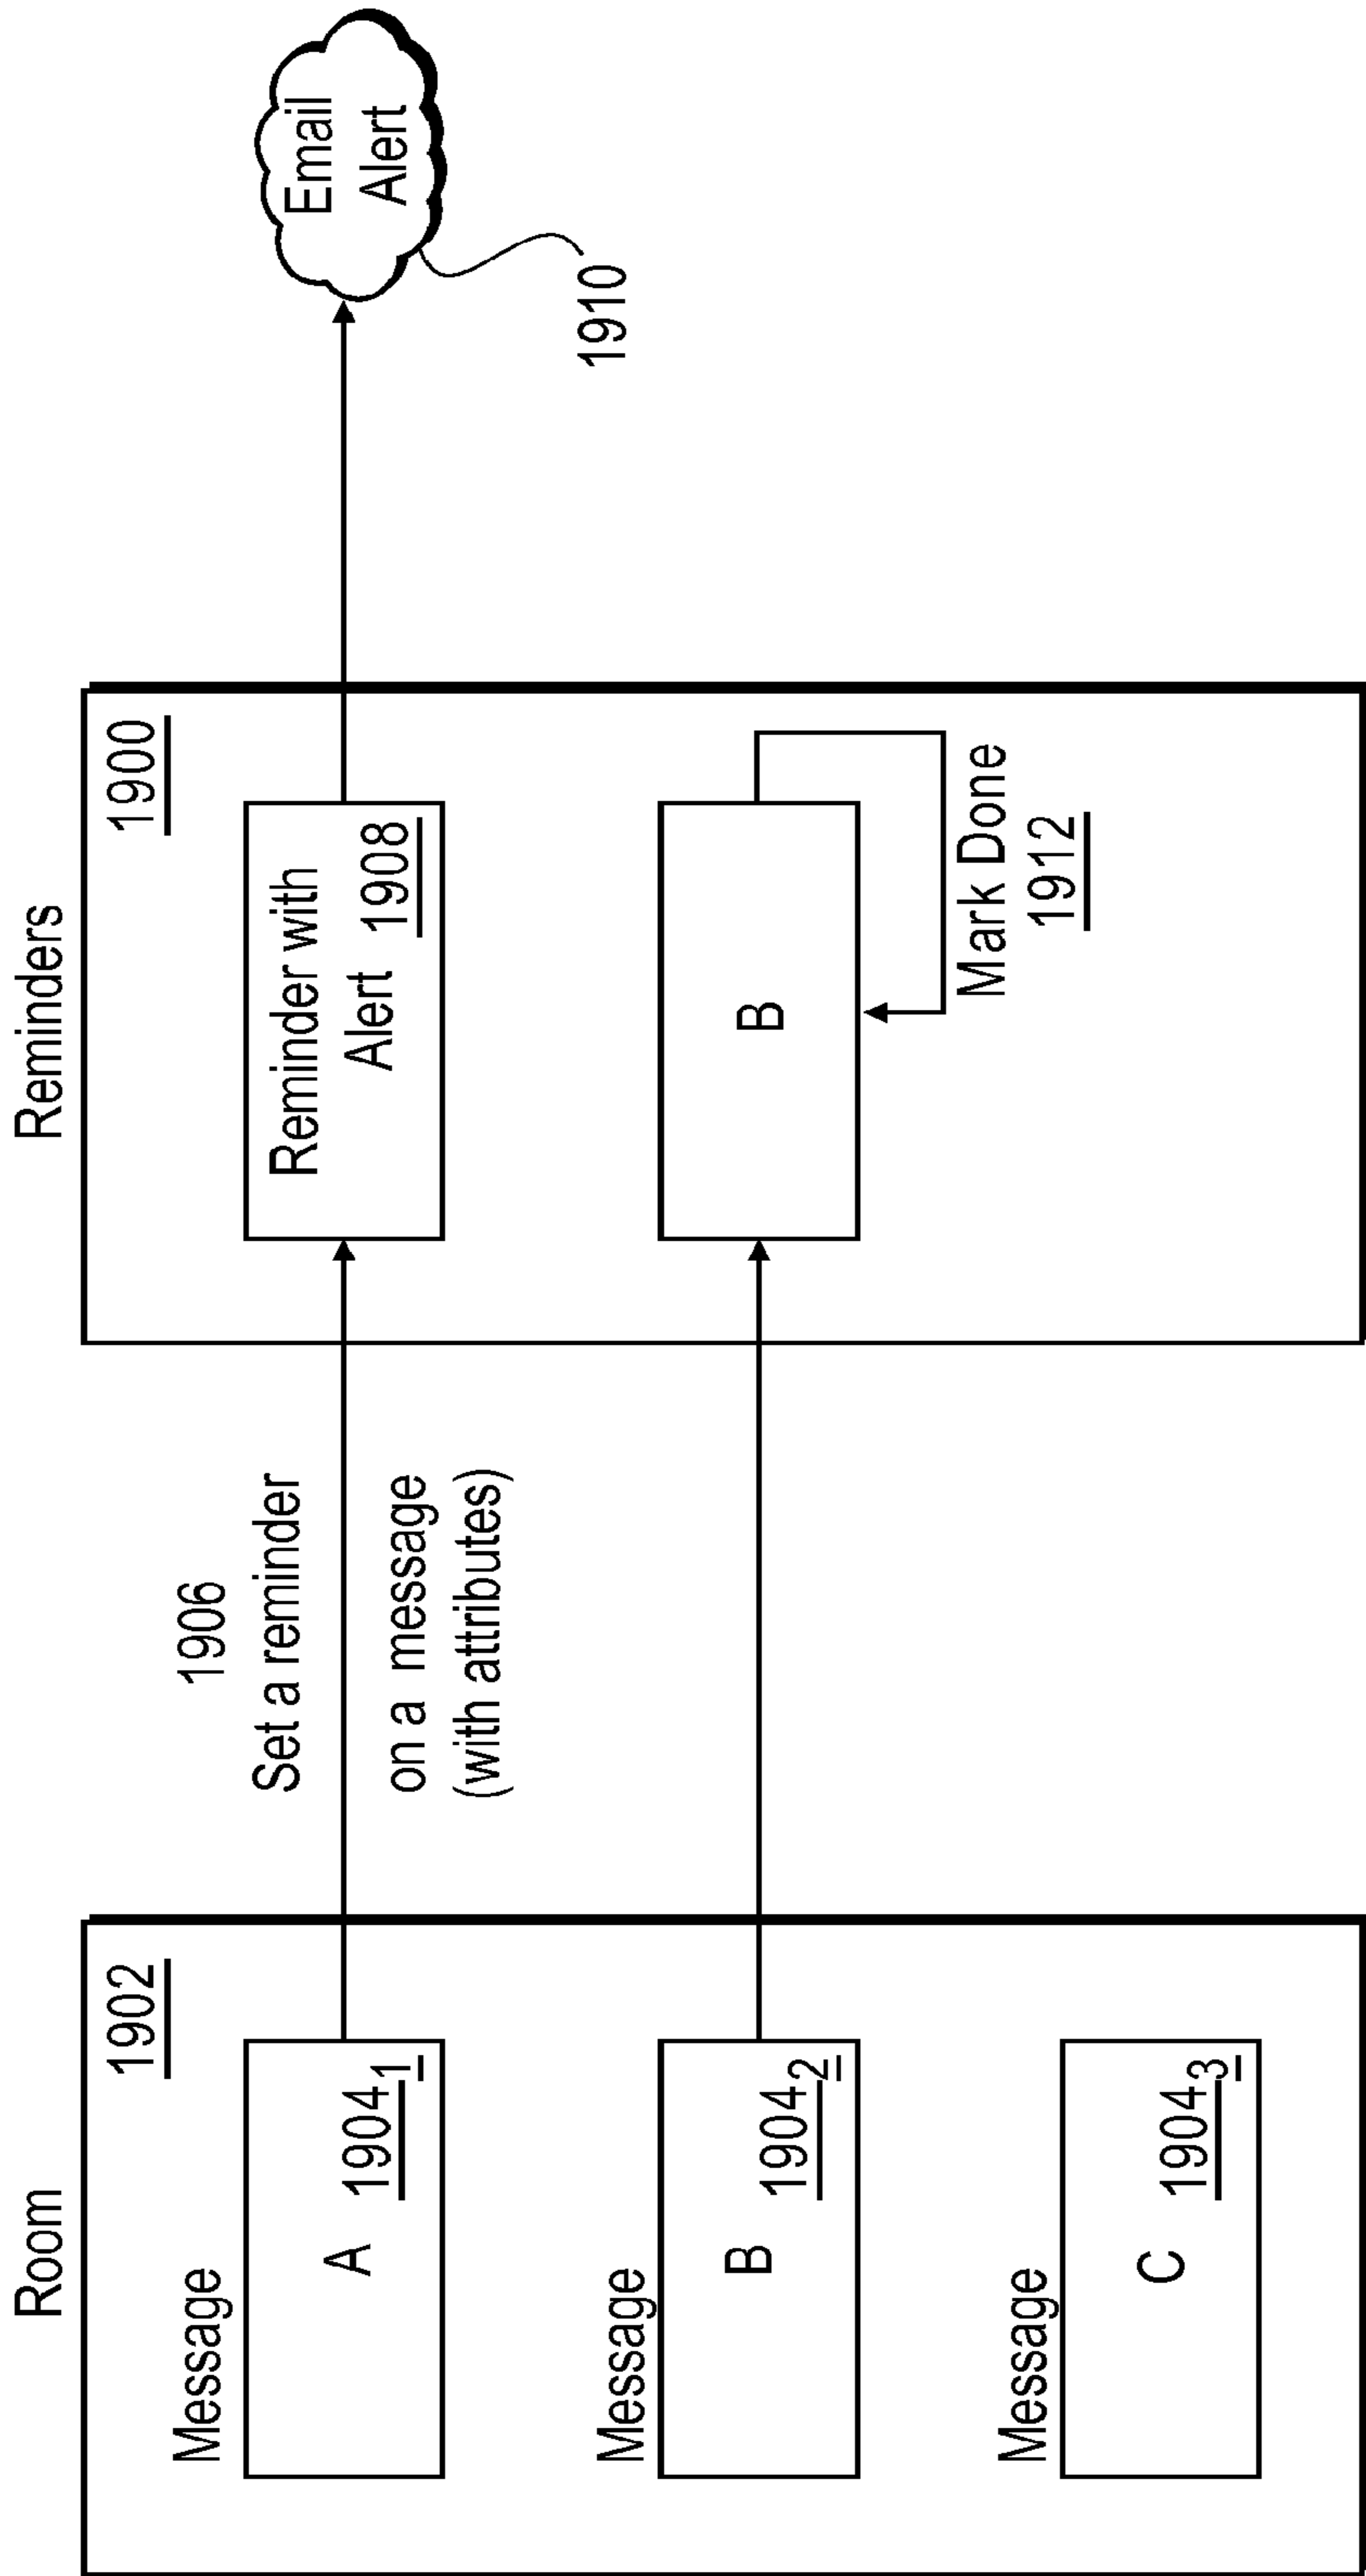 Room
1902
Message
A 1904₁
Message
B 1904₂
Message
C 1904₃
1906
Set a reminder
on a message
(with attributes)
Reminders
1900
Reminder with
Alert 1908
B
Mark Done
1912
Email
Alert
1910